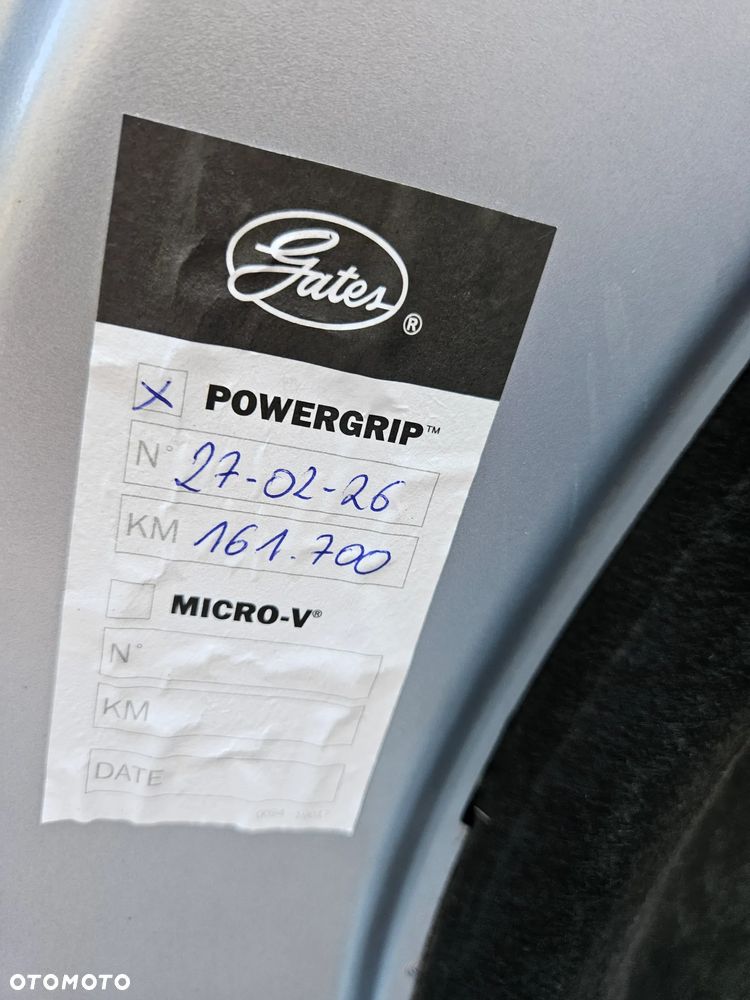 Gates®
X POWERGRIP™
N° 27-02-26
KM 161.700
MICRO-V®
N°
KM
DATE
OTOMOTO